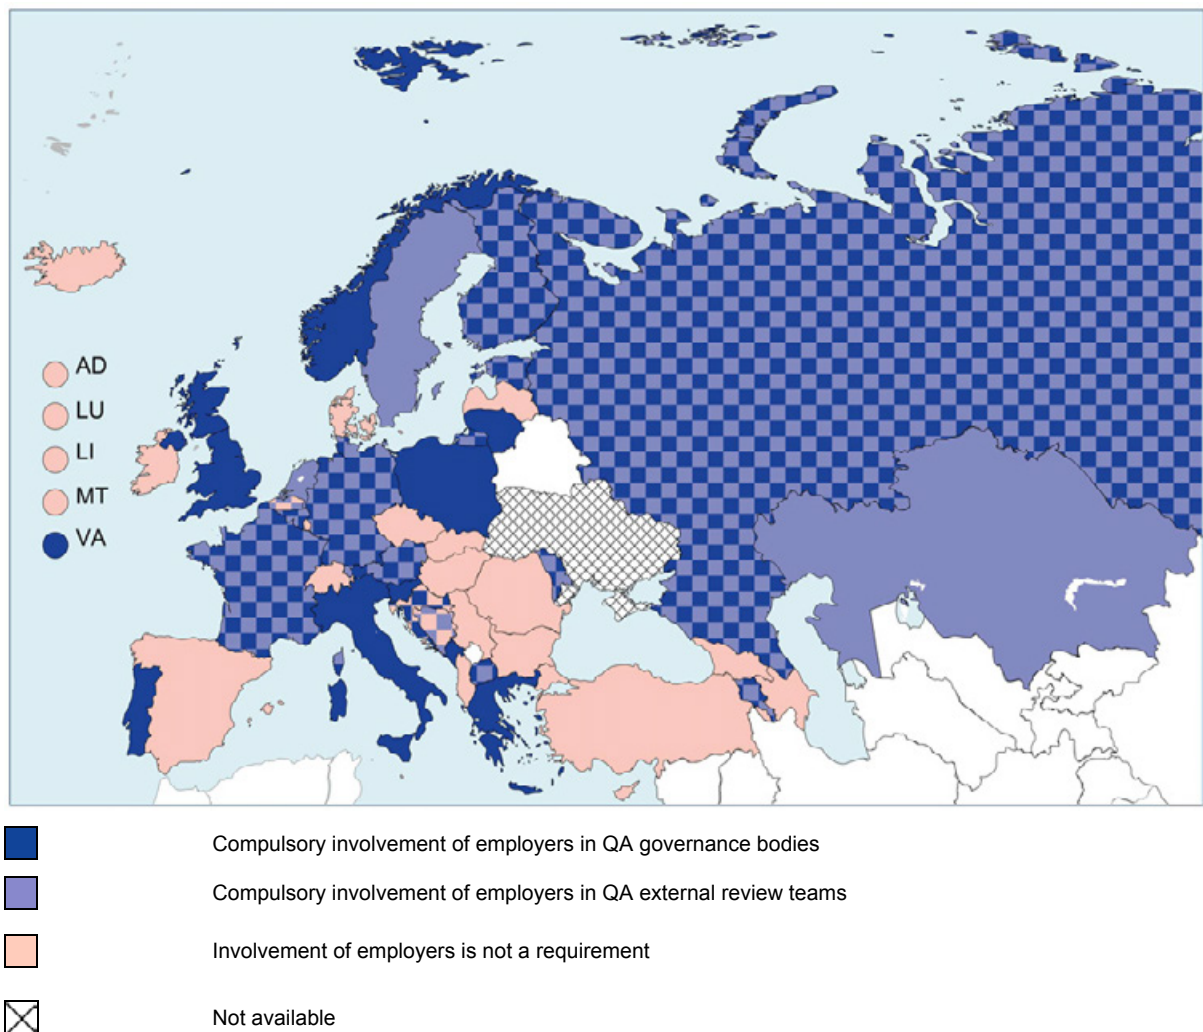 AD
LU
LI
MT
VA
Compulsory involvement of employers in QA governance bodies
Compulsory involvement of employers in QA external review teams
Involvement of employers is not a requirement
Not available